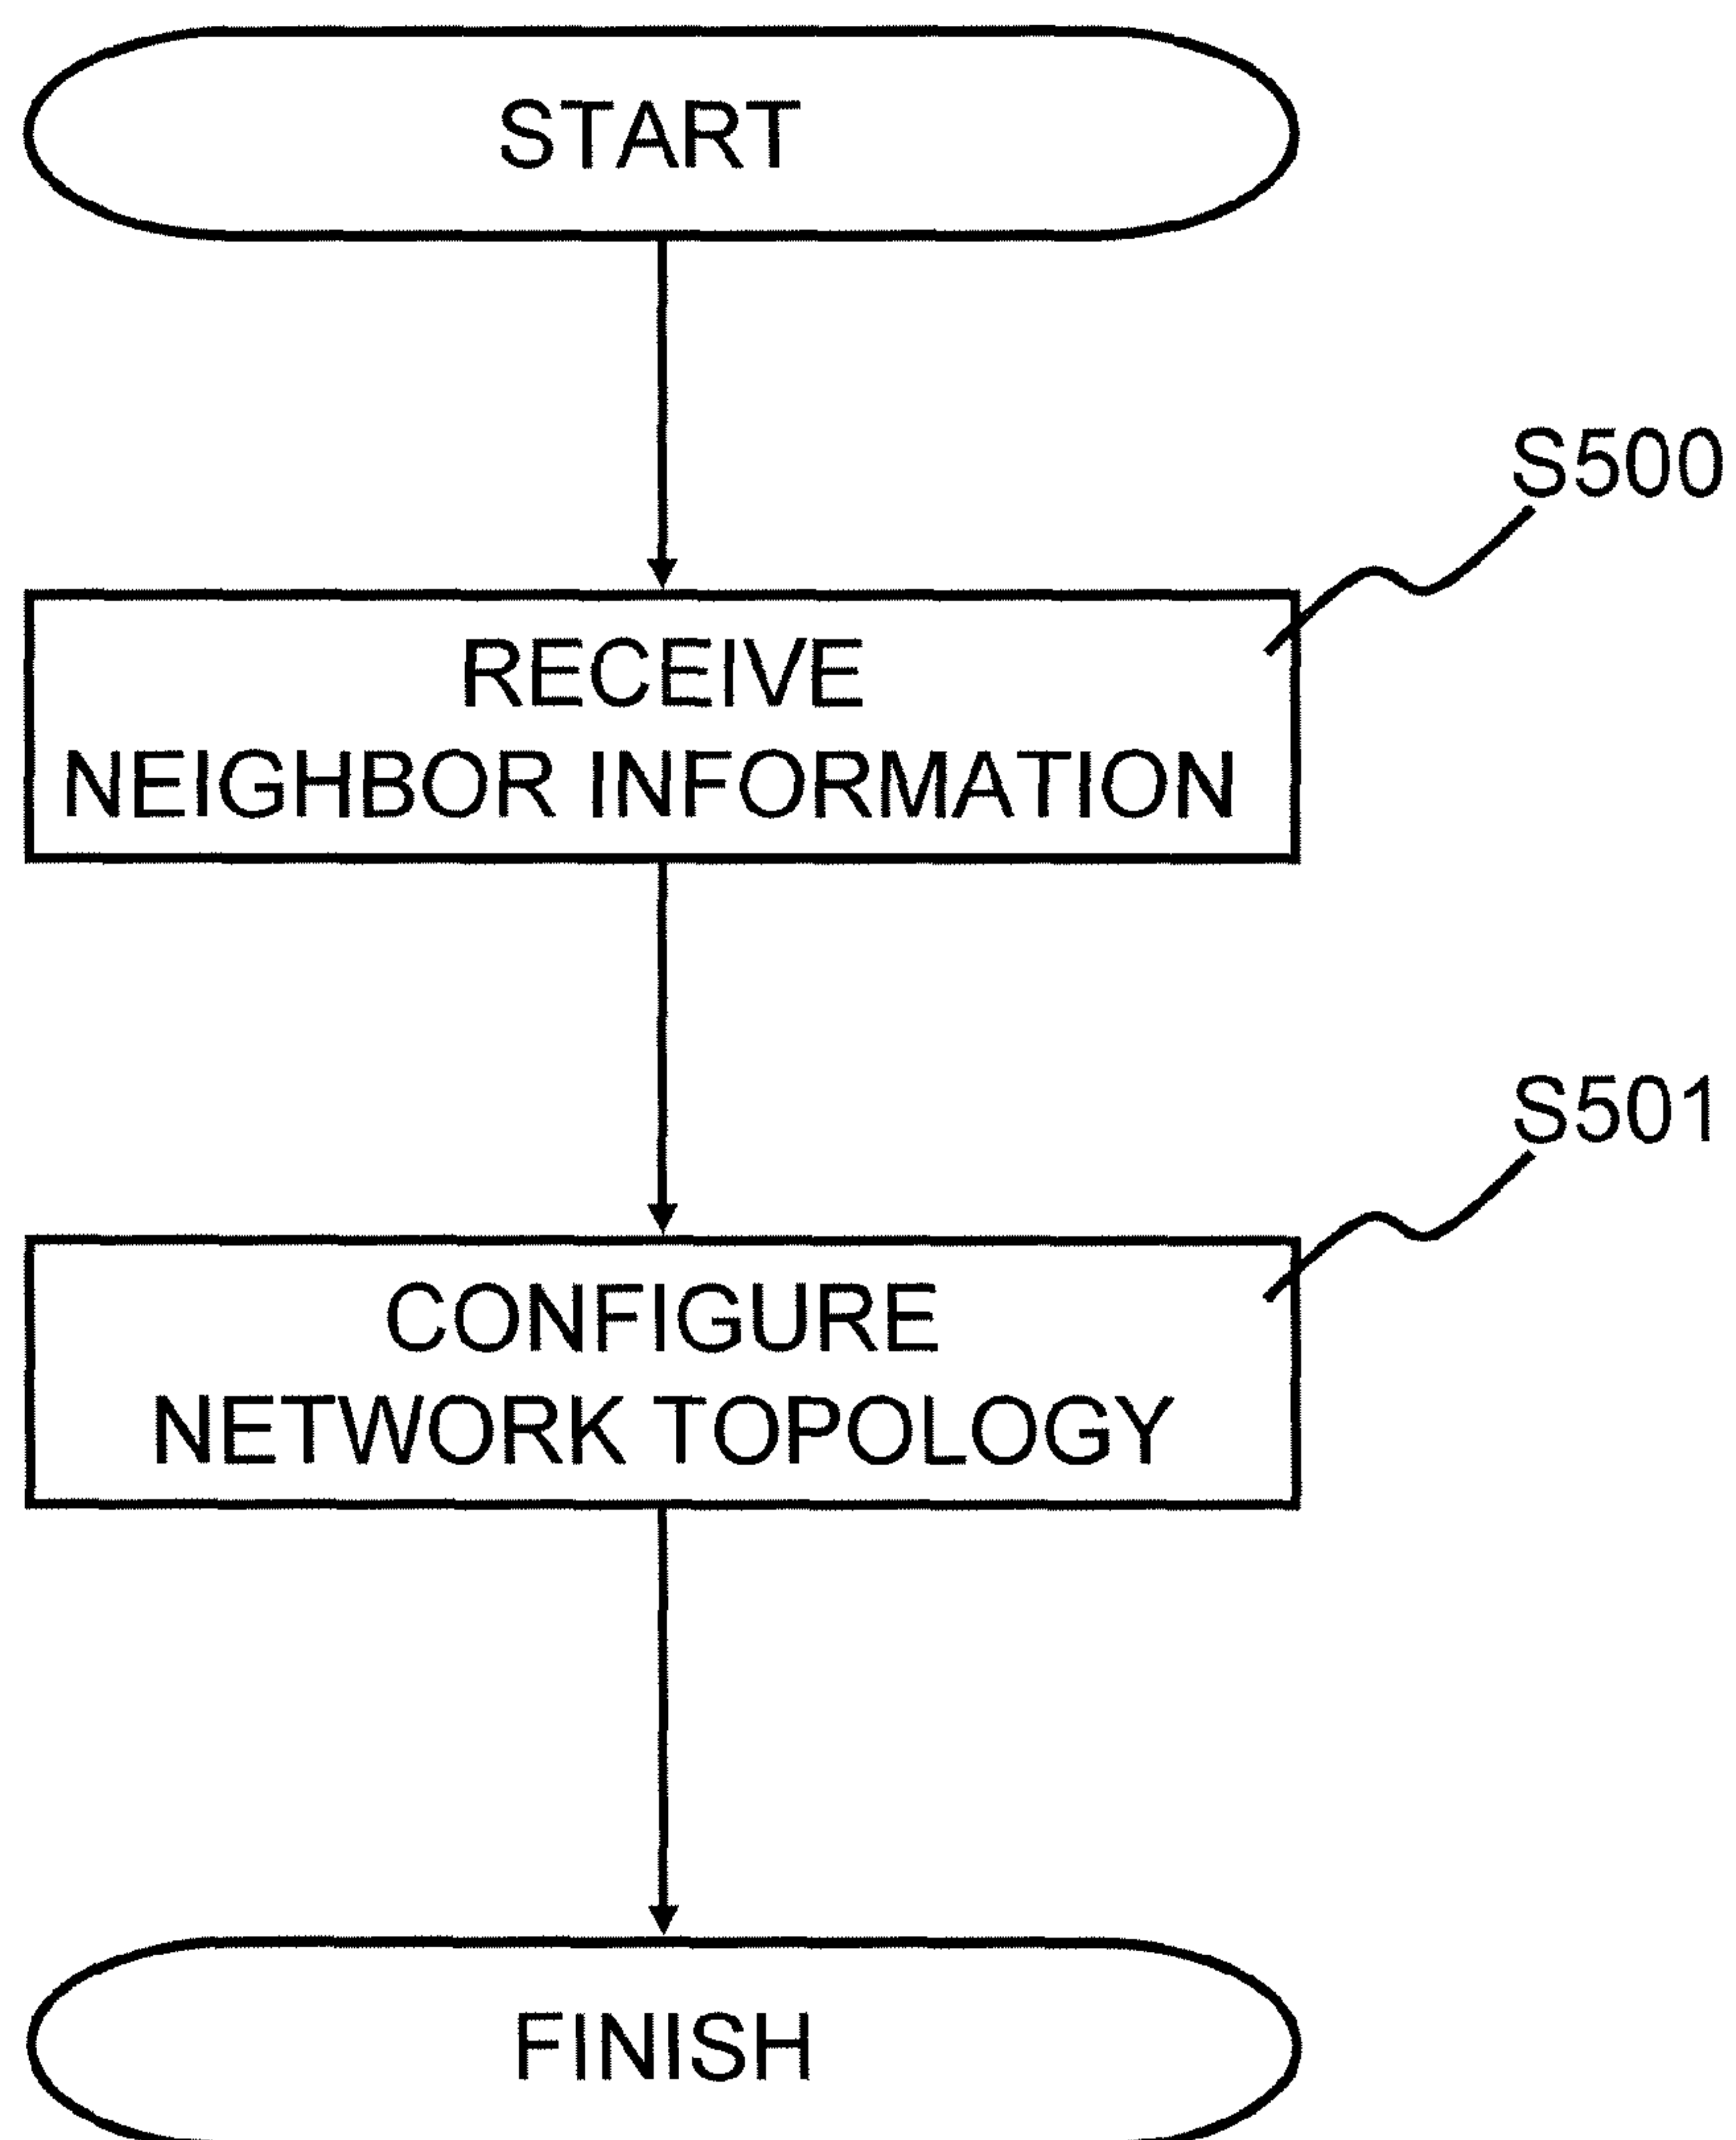 START
S500
RECEIVE
NEIGHBOR INFORMATION
S501
CONFIGURE
NETWORK TOPOLOGY
FINISH